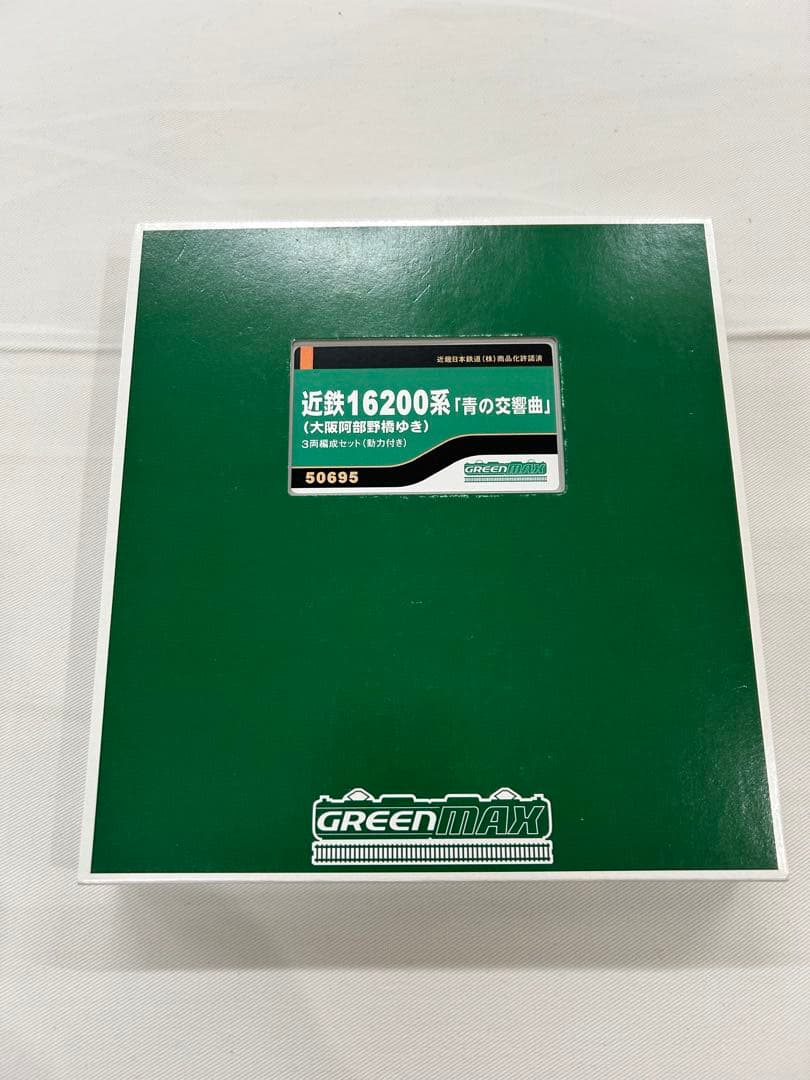 近畿日本鉄道(株)商品化許諾済
近鉄16200系「青の交響曲」
(大阪阿部野橋ゆき)
3両編成セット(動力付き)
50695
GREENMAX
GREENMAX